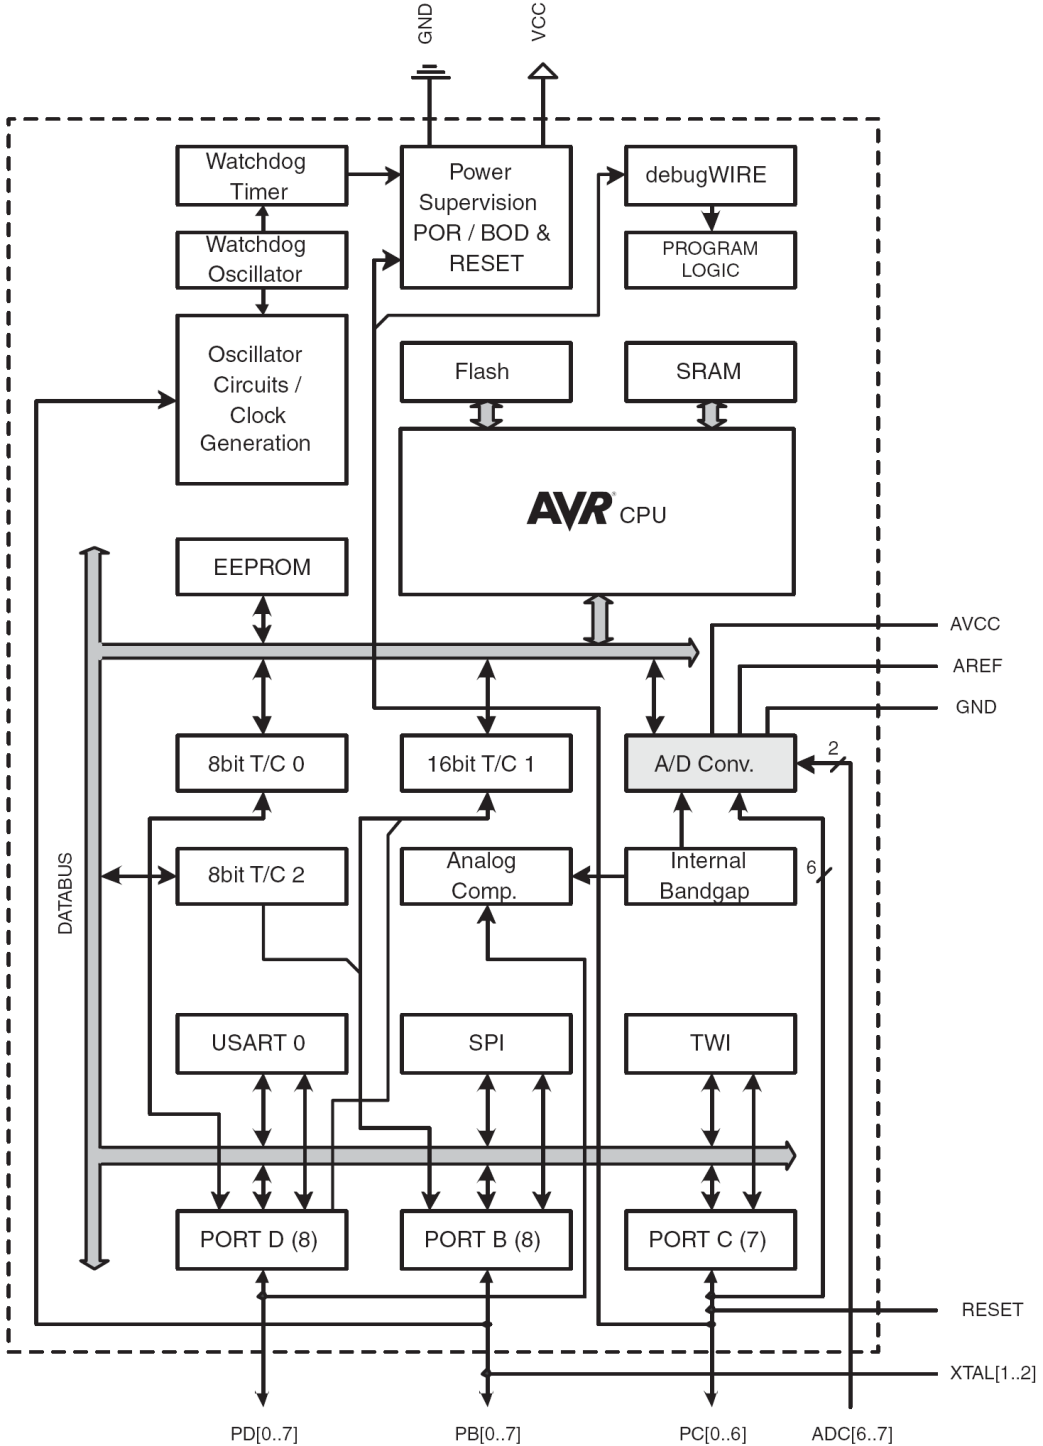 GND
VCC
Watchdog
Timer
Power
Supervision
POR / BOD &
RESET
debugWIRE
Watchdog
Oscillator
PROGRAM
LOGIC
Oscillator
Circuits /
Clock
Generation
Flash
SRAM
AVR® CPU
EEPROM
AVCC
AREF
GND
8bit T/C 0
16bit T/C 1
A/D Conv.
2
DATABUS
8bit T/C 2
Analog
Comp.
Internal
Bandgap
6
USART 0
SPI
TWI
PORT D (8)
PORT B (8)
PORT C (7)
RESET
XTAL[1..2]
PD[0..7]
PB[0..7]
PC[0..6]
ADC[6..7]